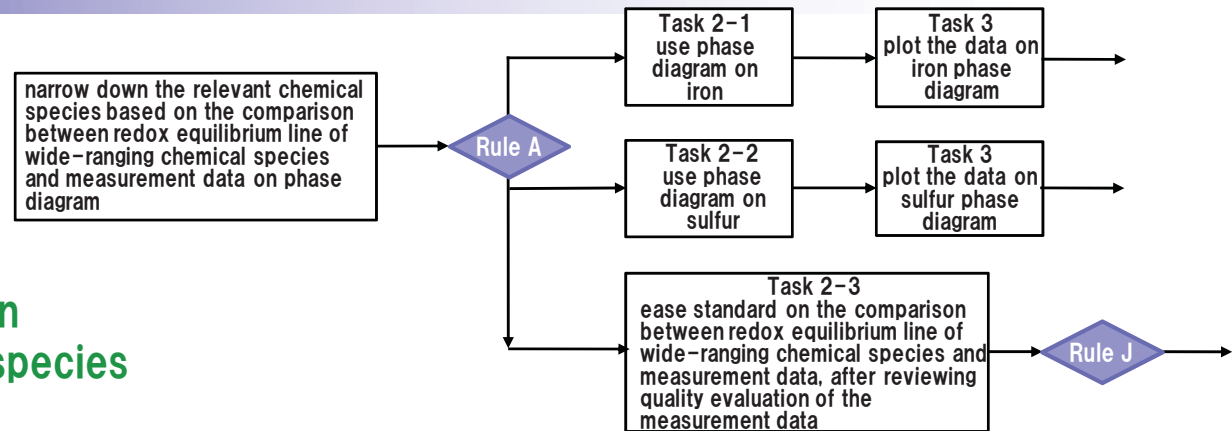 narrow down the relevant chemical
species based on the comparison
between redox equilibrium line of
wide-ranging chemical species
and measurement data on phase
diagram
Rule A
Task 2-1
use phase
diagram on
iron
Task 3
plot the data on
iron phase
diagram
Task 2-2
use phase
diagram on
sulfur
Task 3
plot the data on
sulfur phase
diagram
Task 2-3
ease standard on the comparison
between redox equilibrium line of
wide-ranging chemical species and
measurement data, after reviewing
quality evaluation of the
measurement data
Rule J
n
species